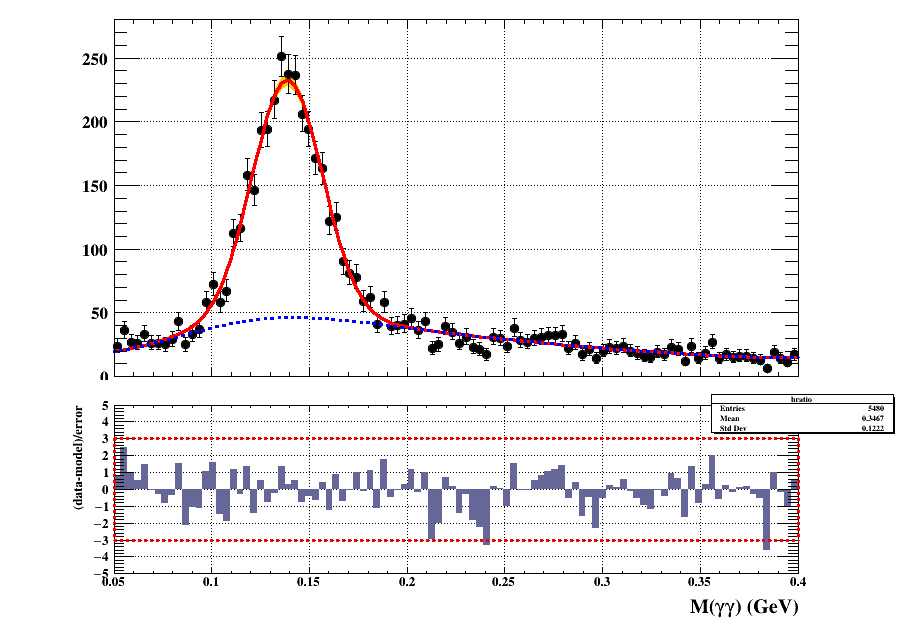 250
200
150
100
50
0
(data-model)/error
5
4
3
2
1
0
−1
−2
−3
−4
−5
hratio
Entries 5480
Mean 0.3467
Std Dev 0.1222
0.05 0.1 0.15 0.2 0.25 0.3 0.35 0.4
M(γγ) (GeV)